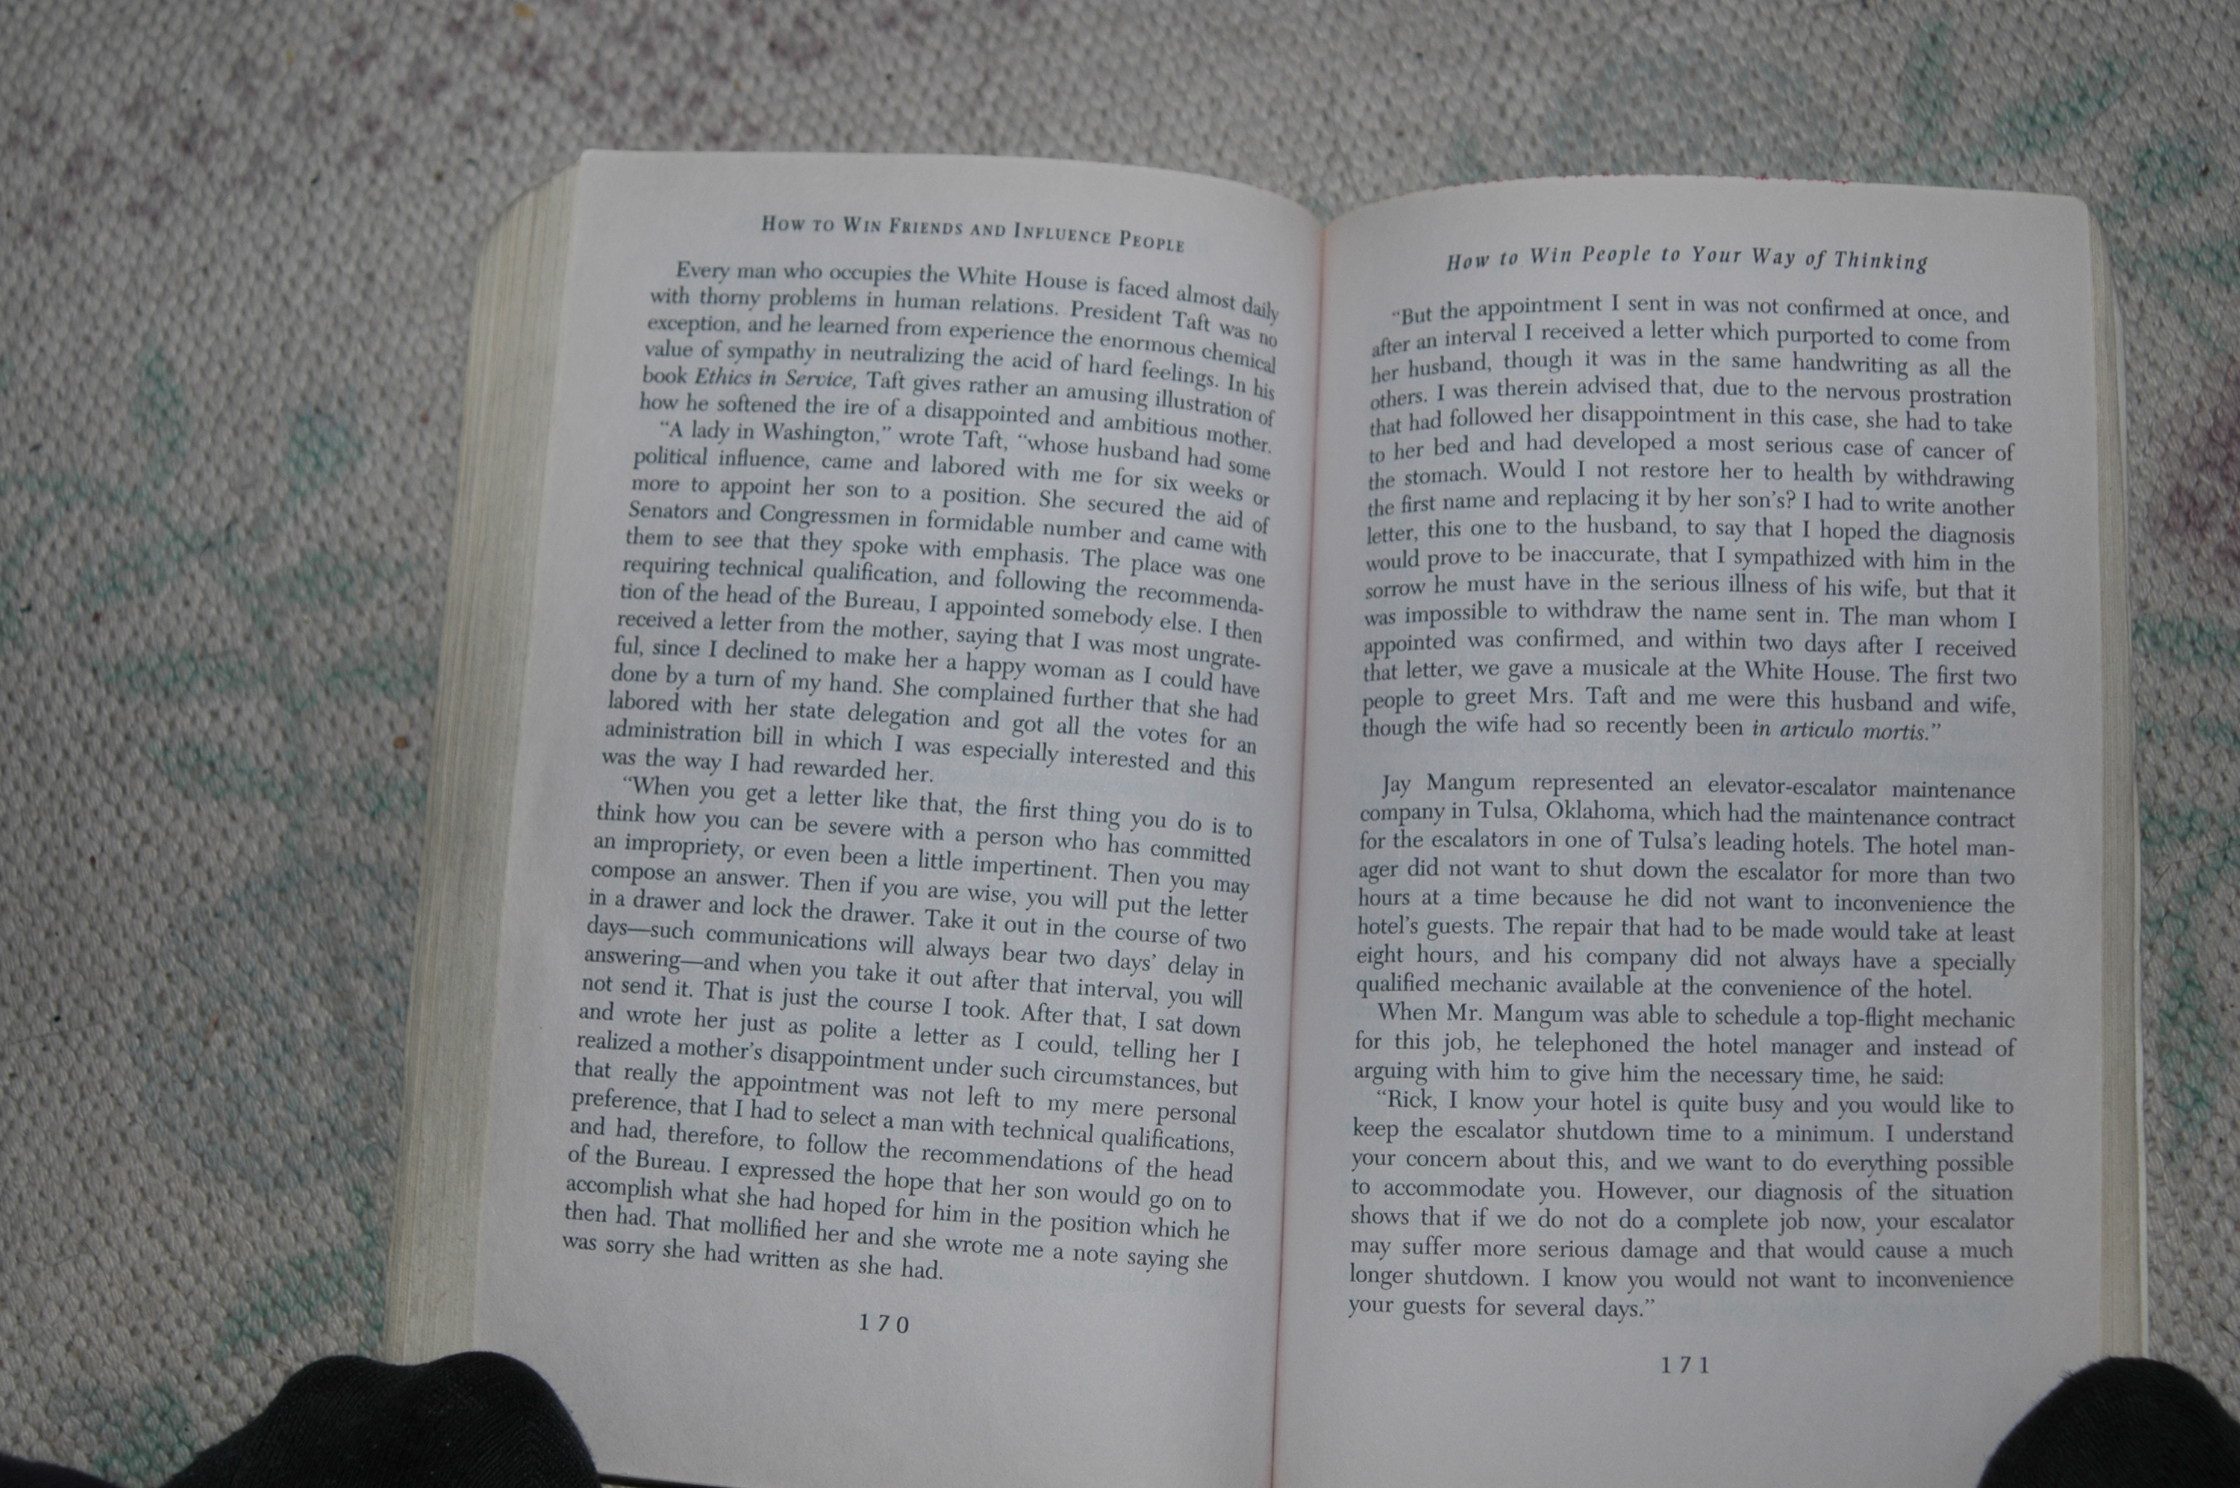 HOW TO WIN FRIENDS AND INFLUENCE PEOPLE
Every man who occupies the White House is faced almost daily
with thorny problems in human relations. President Taft was no
exception, and he learned from experience the enormous chemical
value of sympathy in neutralizing the acid of hard feelings. In his
book Ethics in Service, Taft gives rather an amusing illustration of
how he softened the ire of a disappointed and ambitious mother.
“A lady in Washington,” wrote Taft, “whose husband had some
political influence, came and labored with me for six weeks or
more to appoint her son to a position. She secured the aid of
Senators and Congressmen in formidable number and came with
them to see that they spoke with emphasis. The place was one
requiring technical qualification, and following the recommenda-
tion of the head of the Bureau, I appointed somebody else. I then
received a letter from the mother, saying that I was most ungrate-
ful, since I declined to make her a happy woman as I could have
done by a turn of my hand. She complained further that she had
labored with her state delegation and got all the votes for an
administration bill in which I was especially interested and this
was the way I had rewarded her.
“When you get a letter like that, the first thing you do is to
think how you can be severe with a person who has committed
an impropriety, or even been a little impertinent. Then you may
compose an answer. Then if you are wise, you will put the letter
in a drawer and lock the drawer. Take it out in the course of two
days—such communications will always bear two days’ delay in
answering—and when you take it out after that interval, you will
not send it. That is just the course I took. After that, I sat down
and wrote her just as polite a letter as I could, telling her I
realized a mother’s disappointment under such circumstances, but
that really the appointment was not left to my mere personal
preference, that I had to select a man with technical qualifications,
and had, therefore, to follow the recommendations of the head
of the Bureau. I expressed the hope that her son would go on to
accomplish what she had hoped for him in the position which he
then had. That mollified her and she wrote me a note saying she
was sorry she had written as she had.
170
How to Win People to Your Way of Thinking
“But the appointment I sent in was not confirmed at once, and
after an interval I received a letter which purported to come from
her husband, though it was in the same handwriting as all the
others. I was therein advised that, due to the nervous prostration
that had followed her disappointment in this case, she had to take
to her bed and had developed a most serious case of cancer of
the stomach. Would I not restore her to health by withdrawing
the first name and replacing it by her son’s? I had to write another
letter, this one to the husband, to say that I hoped the diagnosis
would prove to be inaccurate, that I sympathized with him in the
sorrow he must have in the serious illness of his wife, but that it
was impossible to withdraw the name sent in. The man whom I
appointed was confirmed, and within two days after I received
that letter, we gave a musicale at the White House. The first two
people to greet Mrs. Taft and me were this husband and wife,
though the wife had so recently been in articulo mortis.”
Jay Mangum represented an elevator-escalator maintenance
company in Tulsa, Oklahoma, which had the maintenance contract
for the escalators in one of Tulsa’s leading hotels. The hotel man-
ager did not want to shut down the escalator for more than two
hours at a time because he did not want to inconvenience the
hotel’s guests. The repair that had to be made would take at least
eight hours, and his company did not always have a specially
qualified mechanic available at the convenience of the hotel.
When Mr. Mangum was able to schedule a top-flight mechanic
for this job, he telephoned the hotel manager and instead of
arguing with him to give him the necessary time, he said:
“Rick, I know your hotel is quite busy and you would like to
keep the escalator shutdown time to a minimum. I understand
your concern about this, and we want to do everything possible
to accommodate you. However, our diagnosis of the situation
shows that if we do not do a complete job now, your escalator
may suffer more serious damage and that would cause a much
longer shutdown. I know you would not want to inconvenience
your guests for several days.”
171